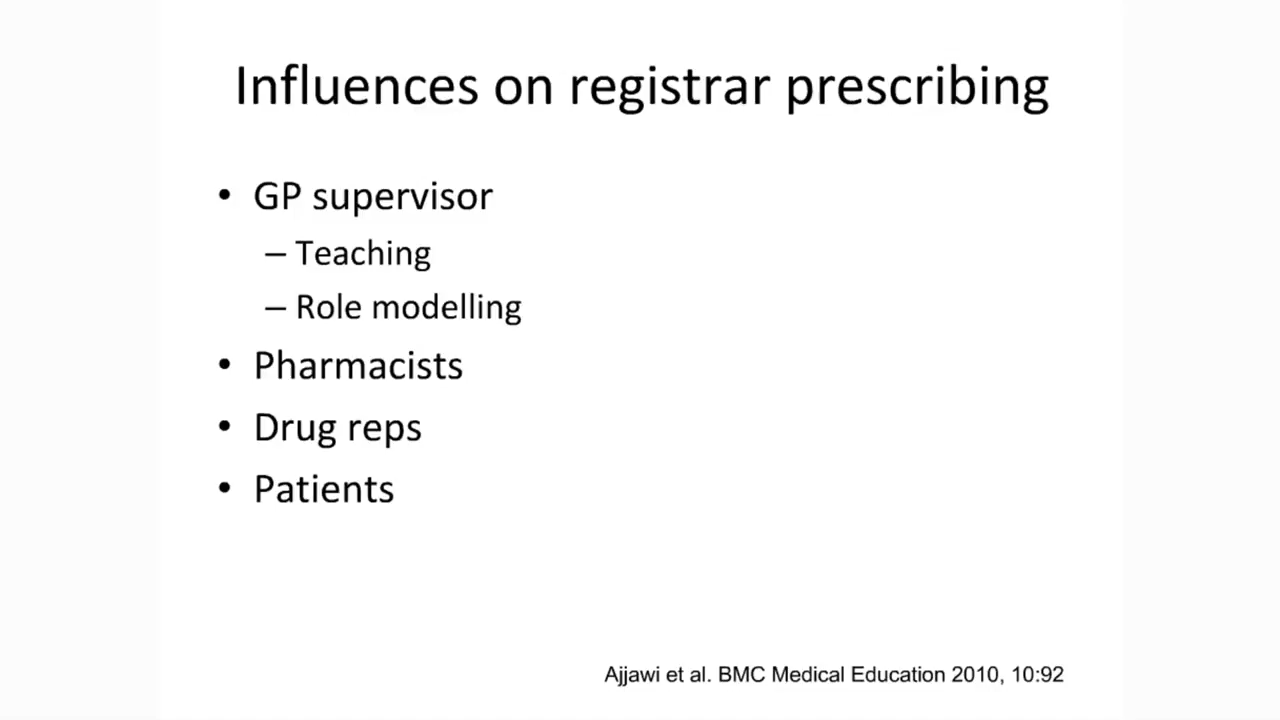 Influences on registrar prescribing
• GP supervisor
– Teaching
– Role modelling
• Pharmacists
• Drug reps
• Patients
Ajjawi et al. BMC Medical Education 2010, 10:92